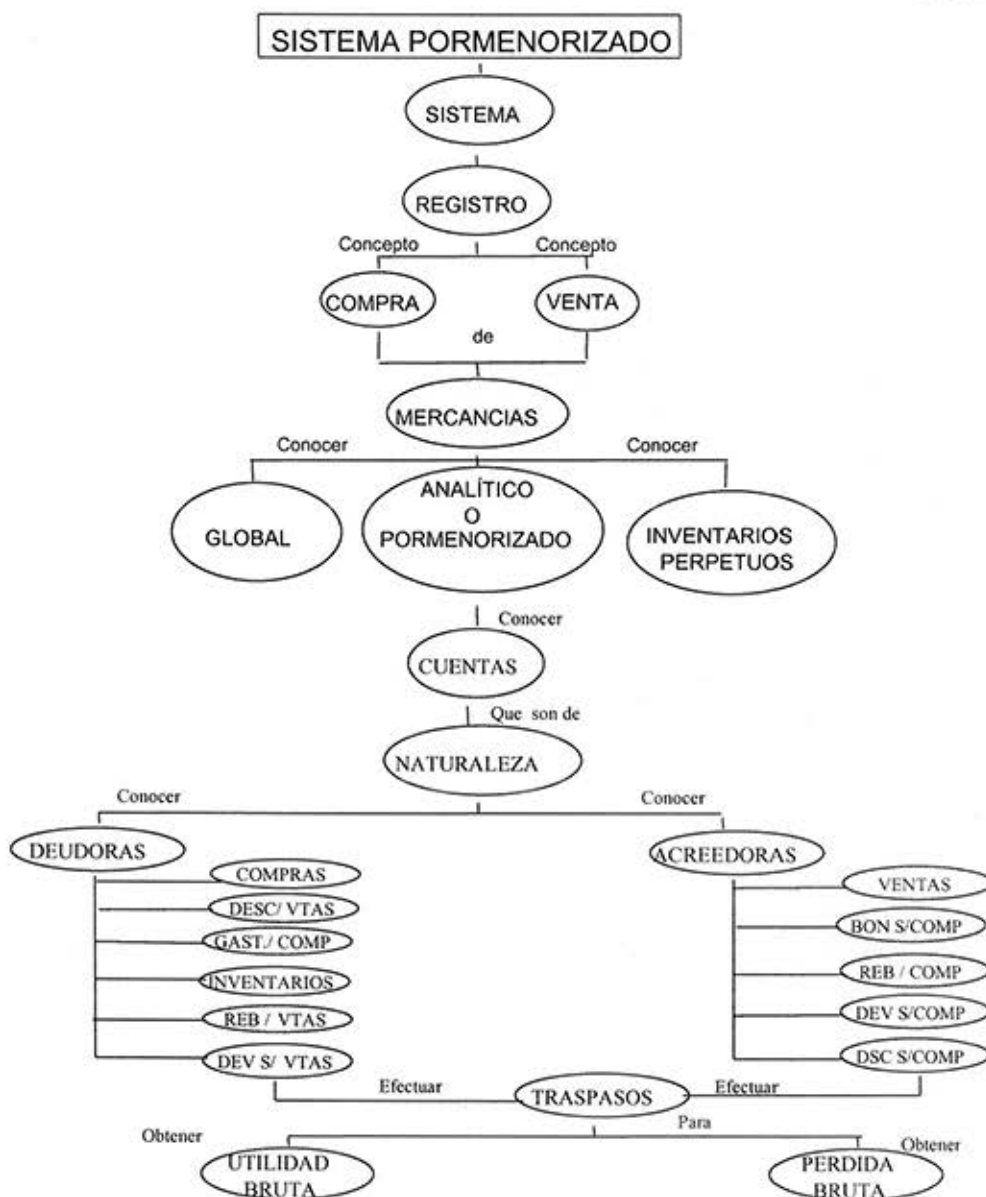 SISTEMA PORMENORIZADO
SISTEMA
REGISTRO
Concepto
Concepto
COMPRA
VENTA
de
MERCANCIAS
Conocer
Conocer
GLOBAL
ANALÍTICO
O
PORMENORIZADO
INVENTARIOS
PERPETUOS
Conocer
CUENTAS
Que son de
NATURALEZA
Conocer
Conocer
DEUDORAS
ACREEDORAS
COMPRAS
DESC/ VTAS
GAST./ COMP
INVENTARIOS
REB / VTAS
DEV S/ VTAS
VENTAS
BON S/COMP
REB / COMP
DEV S/COMP
DSC S/COMP
Efectuar
TRASPASOS
Efectuar
Para
Obtener
UTILIDAD
BRUTA
PERDIDA
BRUTA
Obtener